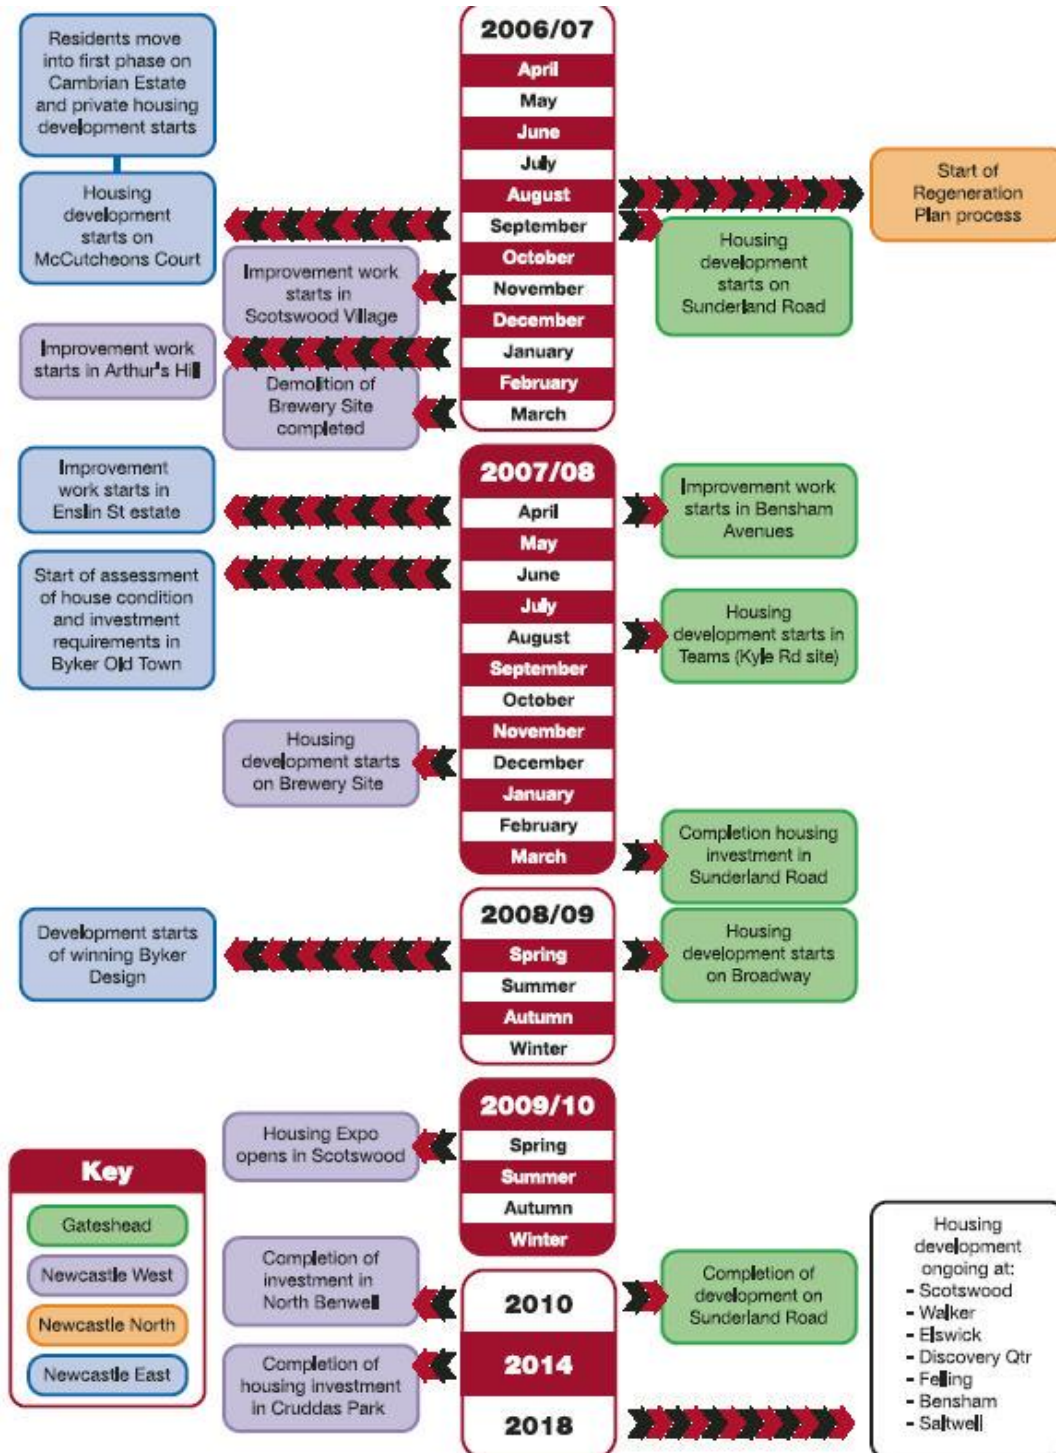 Residents move
into first phase on
Cambrian Estate
and private housing
development starts
Housing
development
starts on
McCutcheons Court
Improvement work
starts in
Scotswood Village
Improvement work
starts in Arthur's Hill
Demolition of
Brewery Site
completed
2006/07
April
May
June
July
August
September
October
November
December
January
February
March
Start of
Regeneration
Plan process
Housing
development
starts on
Sunderland Road
Improvement
work starts in
Enslin St estate
Start of assessment
of house condition
and investment
requirements in
Byker Old Town
Housing
development starts
on Brewery Site
2007/08
April
May
June
July
August
September
October
November
December
January
February
March
Improvement work
starts in Bensham
Avenues
Housing
development starts in
Teams (Kyle Rd site)
Completion housing
investment in
Sunderland Road
Development starts
of winning Byker
Design
2008/09
Spring
Summer
Autumn
Winter
Housing
development starts
on Broadway
Housing Expo
opens in Scotswood
2009/10
Spring
Summer
Autumn
Winter
Completion of
investment in
North Benwell
Completion of
housing investment
in Cruddas Park
2010
2014
2018
Completion of
development on
Sunderland Road
Housing
development
ongoing at:
- Scotswood
- Walker
- Elswick
- Discovery Qtr
- Felling
- Bensham
- Saltwell
Key
Gateshead
Newcastle West
Newcastle North
Newcastle East